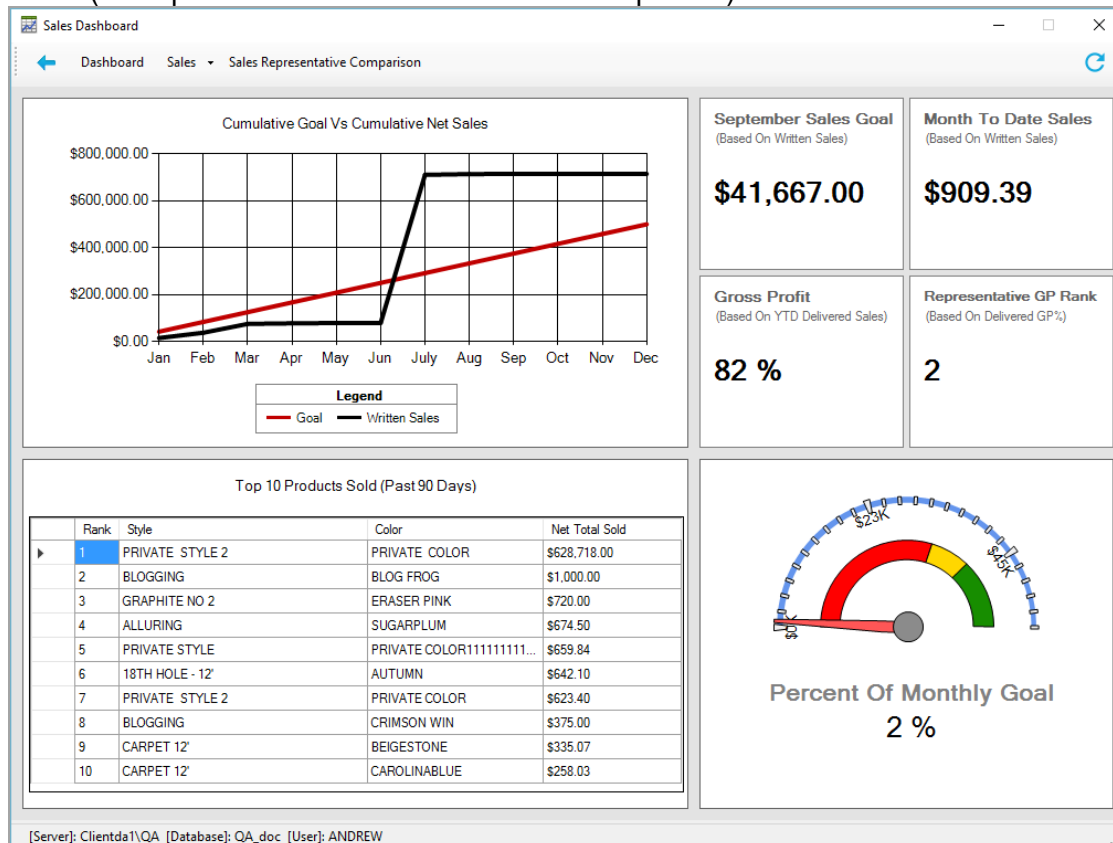 Sales Dashboard
Dashboard Sales Sales Representative Comparison
Cumulative Goal Vs Cumulative Net Sales
$800,000.00
$600,000.00
$400,000.00
$200,000.00
$0.00
Jan Feb Mar Apr May Jun July Aug Sep Oct Nov Dec
Legend
Goal Written Sales
September Sales Goal
(Based On Written Sales)
$41,667.00
Month To Date Sales
(Based On Written Sales)
$909.39
Gross Profit
(Based On YTD Delivered Sales)
82 %
Representative GP Rank
(Based On Delivered GP%)
2
Top 10 Products Sold (Past 90 Days)
Rank Style Color Net Total Sold
1 PRIVATE STYLE 2 PRIVATE COLOR $628,718.00
2 BLOGGING BLOG FROG $1,000.00
3 GRAPHITE NO 2 ERASER PINK $720.00
4 ALLURING SUGARPLUM $674.50
5 PRIVATE STYLE PRIVATE COLOR111111111... $659.84
6 18TH HOLE - 12' AUTUMN $642.10
7 PRIVATE STYLE 2 PRIVATE COLOR $623.40
8 BLOGGING CRIMSON WIN $375.00
9 CARPET 12' BEIGESTONE $335.07
10 CARPET 12' CAROLINABLUE $258.03
$0K
$23K
$45K
Percent Of Monthly Goal
2 %
[Server]: Clientda1\QA [Database]: QA_doc [User]: ANDREW